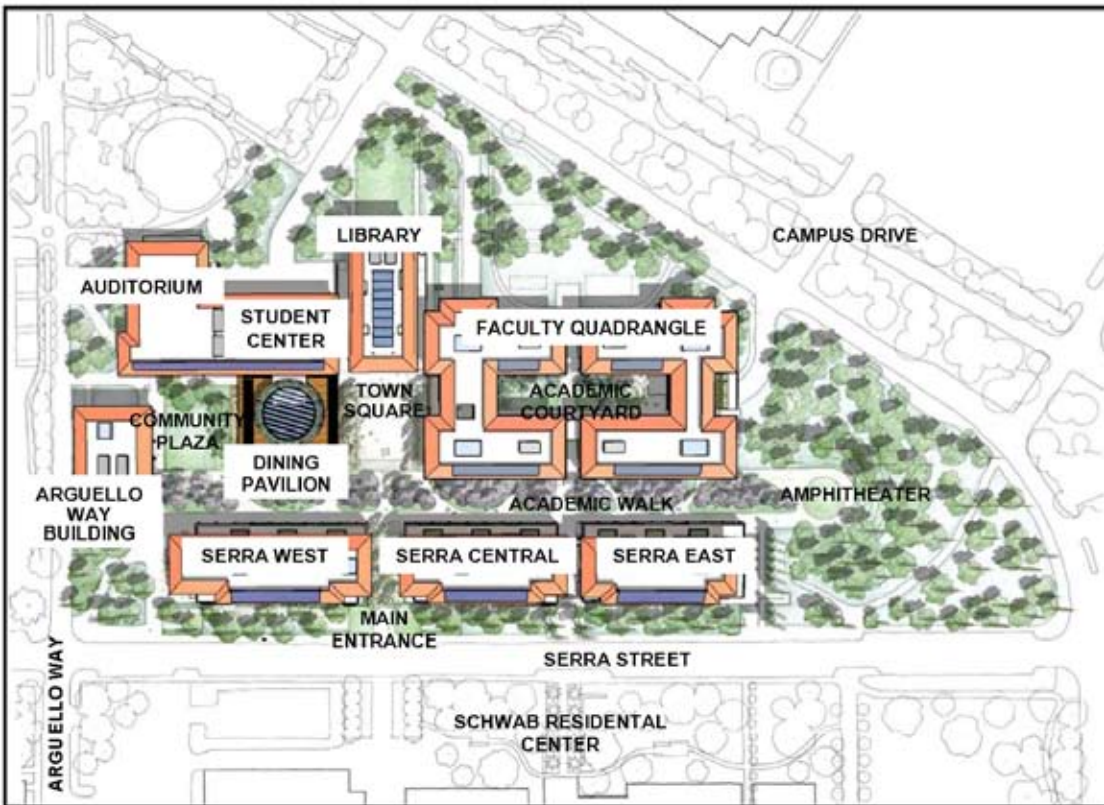 LIBRARY
CAMPUS DRIVE
AUDITORIUM
STUDENT
CENTER
FACULTY QUADRANGLE
TOWN
SQUARE
ACADEMIC
COURTYARD
COMMUNITY
PLAZA
DINING
PAVILION
ARGUELLO
WAY
BUILDING
ACADEMIC WALK
AMPHITHEATER
SERRA WEST
SERRA CENTRAL
SERRA EAST
MAIN
ENTRANCE
SERRA STREET
ARGUELLO WAY
SCHWAB RESIDENTAL
CENTER